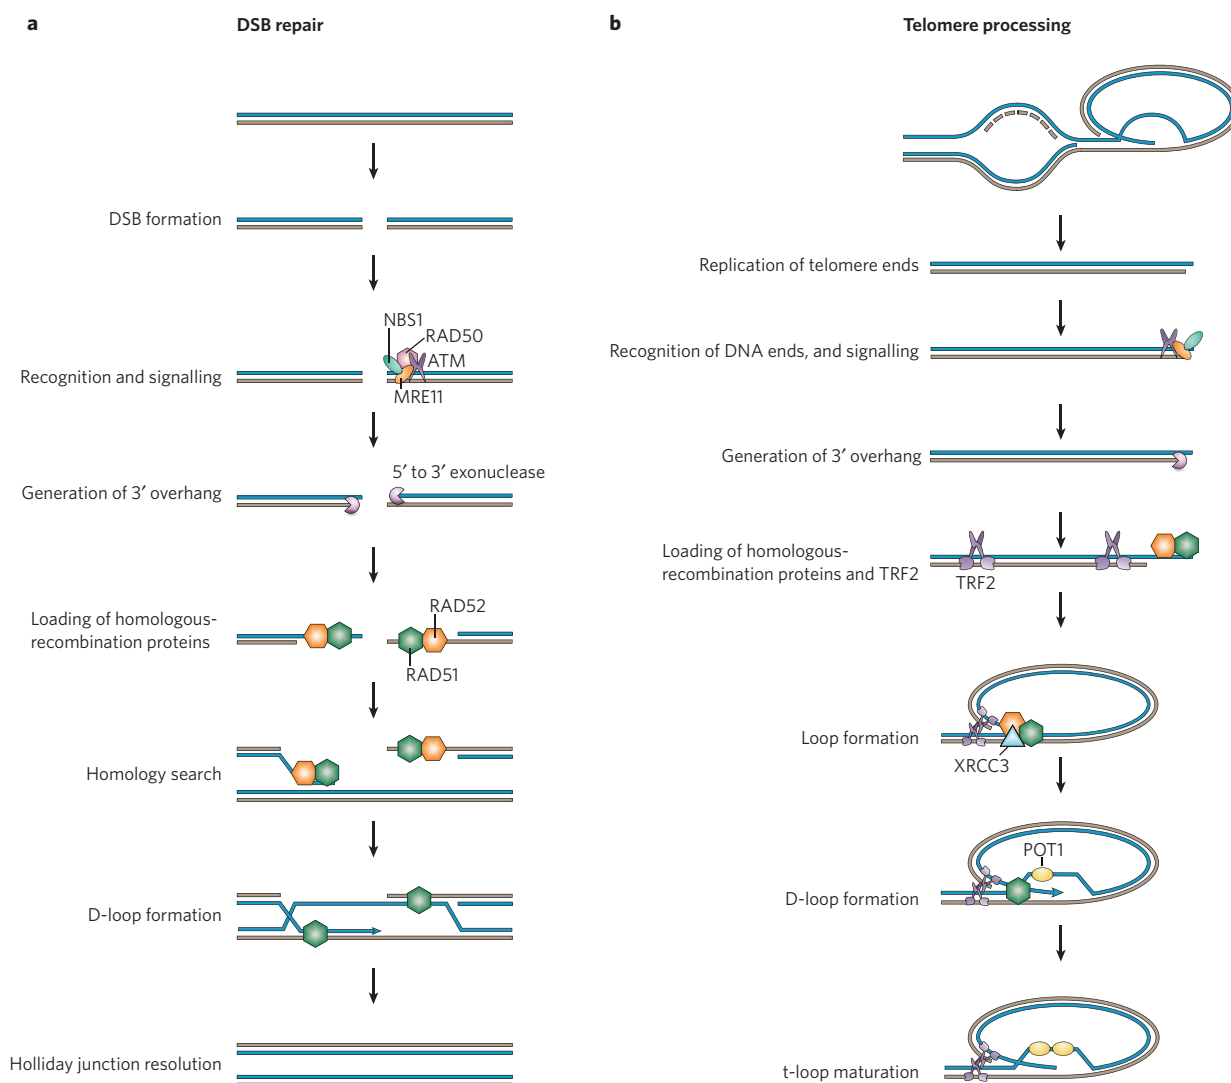 a
DSB repair
DSB formation
NBS1
RAD50
ATM
Recognition and signalling
MRE11
5′ to 3′ exonuclease
Generation of 3′ overhang
RAD52
Loading of homologous-
recombination proteins
RAD51
Homology search
D-loop formation
Holliday junction resolution
b
Telomere processing
Replication of telomere ends
Recognition of DNA ends, and signalling
Generation of 3′ overhang
Loading of homologous-
recombination proteins and TRF2
TRF2
Loop formation
XRCC3
POT1
D-loop formation
t-loop maturation